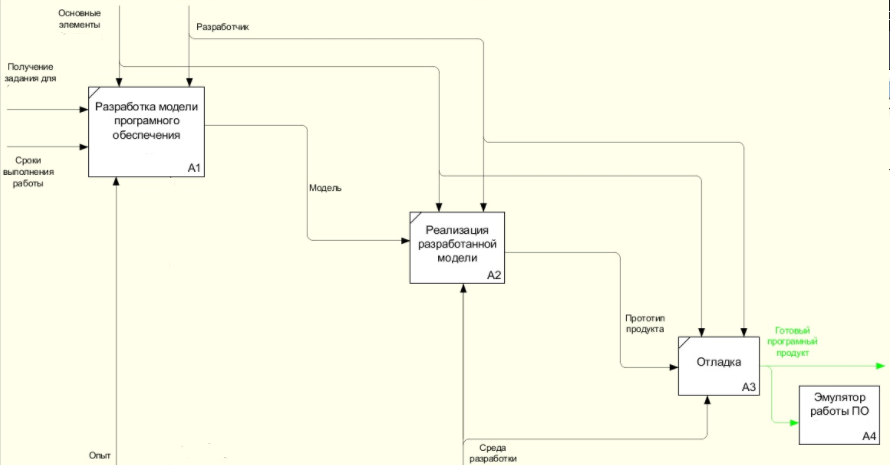 Основные
элементы
Разработчик
Получение
задания для
Разработка модели
програмного
обеспечения
A1
Сроки
выполнения
работы
Модель
Реализация
разработанной
модели
A2
Прототип
продукта
Готовый
програмный
продукт
Отладка
A3
Эмулятор
работы ПО
A4
Опыт
Среда
разработки